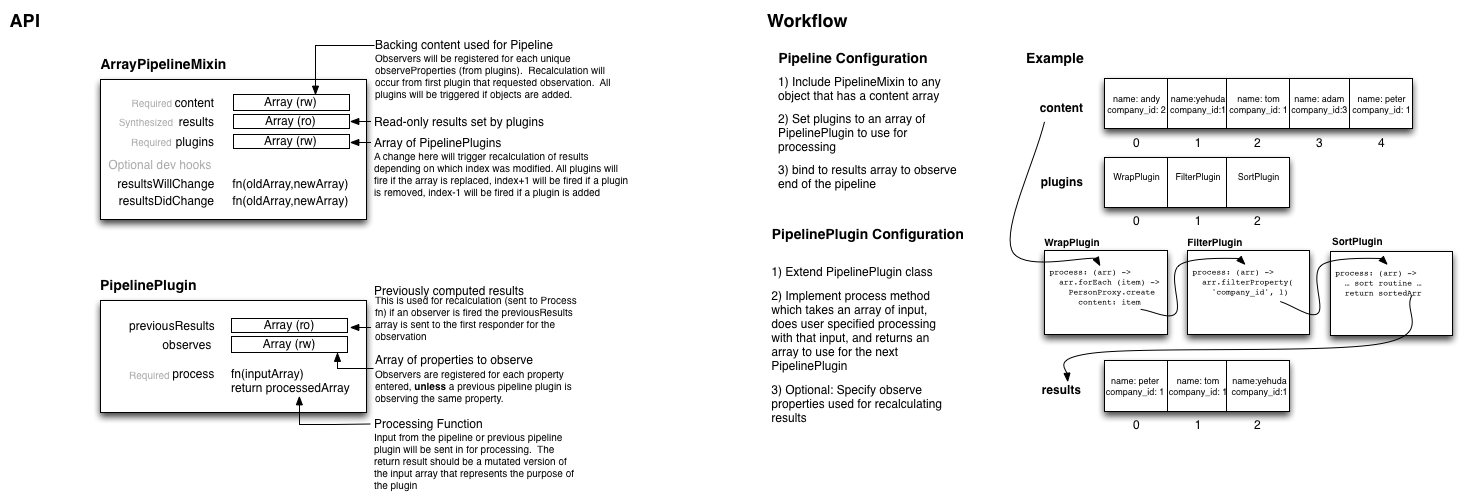 API
ArrayPipelineMixin
Required content
Array (rw)
Synthesized results
Array (ro)
Required plugins
Array (rw)
Optional dev hooks
resultsWillChange fn(oldArray,newArray)
resultsDidChange fn(oldArray,newArray)
Backing content used for Pipeline
Observers will be registered for each unique
observeProperties (from plugins). Recalculation will
occur from first plugin that requested observation. All
plugins will be triggered if objects are added.
Read-only results set by plugins
Array of PipelinePlugins
A change here will trigger recalculation of results
depending on which index was modified. All plugins will
fire if the array is replaced, index+1 will be fired if a plugin
is removed, index-1 will be fired if a plugin is added
PipelinePlugin
previousResults
Array (ro)
observes
Array (rw)
Required process fn(inputArray)
return processedArray
Previously computed results
This is used for recalculation (sent to Process
fn) if an observer is fired the previousResults
array is sent to the first responder for the
observation
Array of properties to observe
Observers are registered for each property
entered, unless a previous pipeline plugin is
observing the same property.
Processing Function
Input from the pipeline or previous pipeline
plugin will be sent in for processing. The
return result should be a mutated version of
the input array that represents the purpose of
the plugin
Workflow
Pipeline Configuration
1) Include PipelineMixin to any
object that has a content array
2) Set plugins to an array of
PipelinePlugin to use for
processing
3) bind to results array to observe
end of the pipeline
PipelinePlugin Configuration
1) Extend PipelinePlugin class
2) Implement process method
which takes an array of input,
does user specified processing
with that input, and returns an
array to use for the next
PipelinePlugin
3) Optional: Specify observe
properties used for recalculating
results
Example
content
name: andy
company_id: 2
name:yehuda
company_id:1
name: tom
company_id: 1
name: adam
company_id:3
name: peter
company_id: 1
0 1 2 3 4
plugins
WrapPlugin FilterPlugin SortPlugin
0 1 2
WrapPlugin
process: (arr) ->
arr.forEach (item) ->
PersonProxy.create
content: item
FilterPlugin
process: (arr) ->
arr.filterProperty(
'company_id', 1)
SortPlugin
process: (arr) ->
… sort routine …
return sortedArr
results
name: peter
company_id: 1
name: tom
company_id: 1
name:yehuda
company_id:1
0 1 2